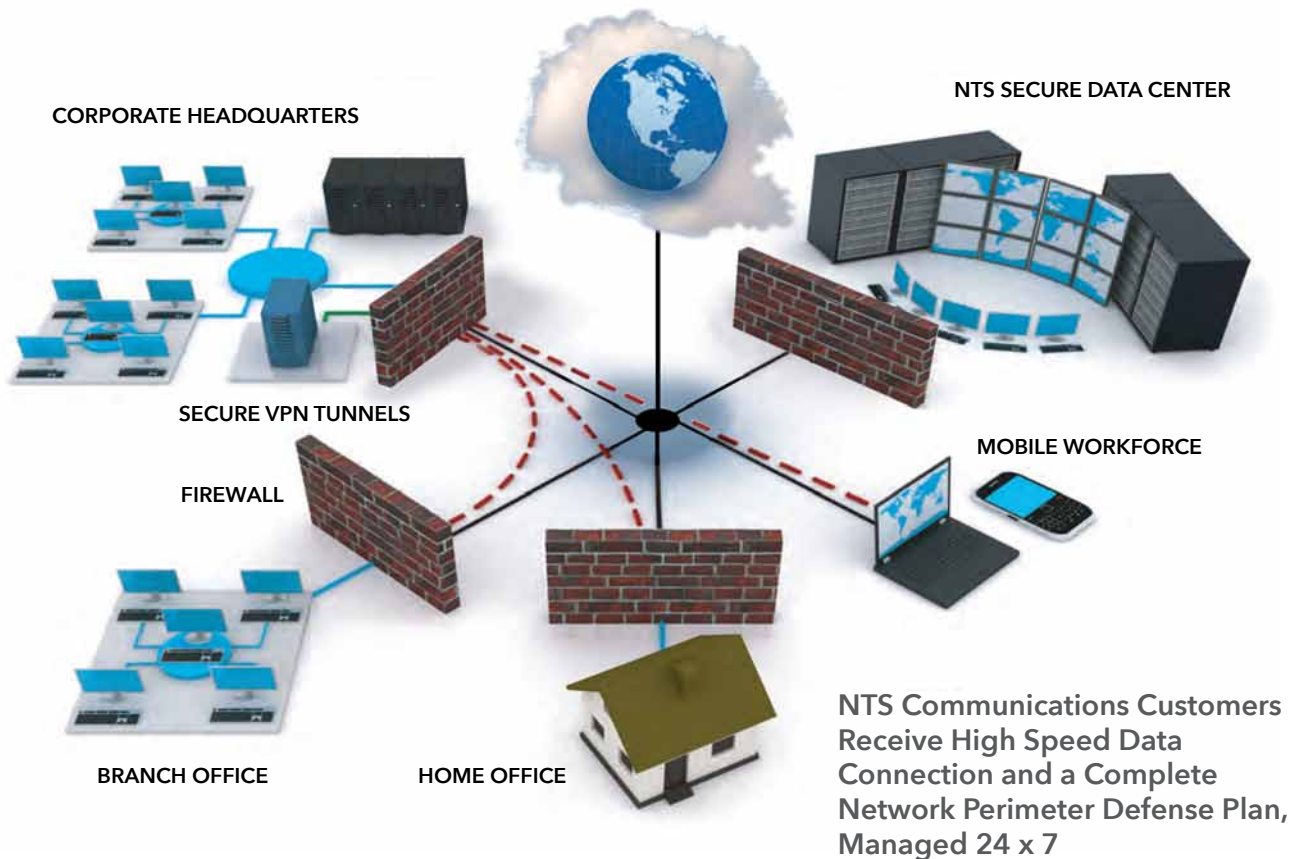 CORPORATE HEADQUARTERS
NTS SECURE DATA CENTER
SECURE VPN TUNNELS
FIREWALL
MOBILE WORKFORCE
BRANCH OFFICE
HOME OFFICE
NTS Communications Customers
Receive High Speed Data
Connection and a Complete
Network Perimeter Defense Plan,
Managed 24 x 7